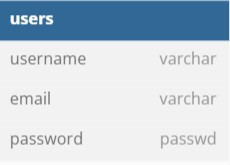 users
username varchar
email varchar
password passwd